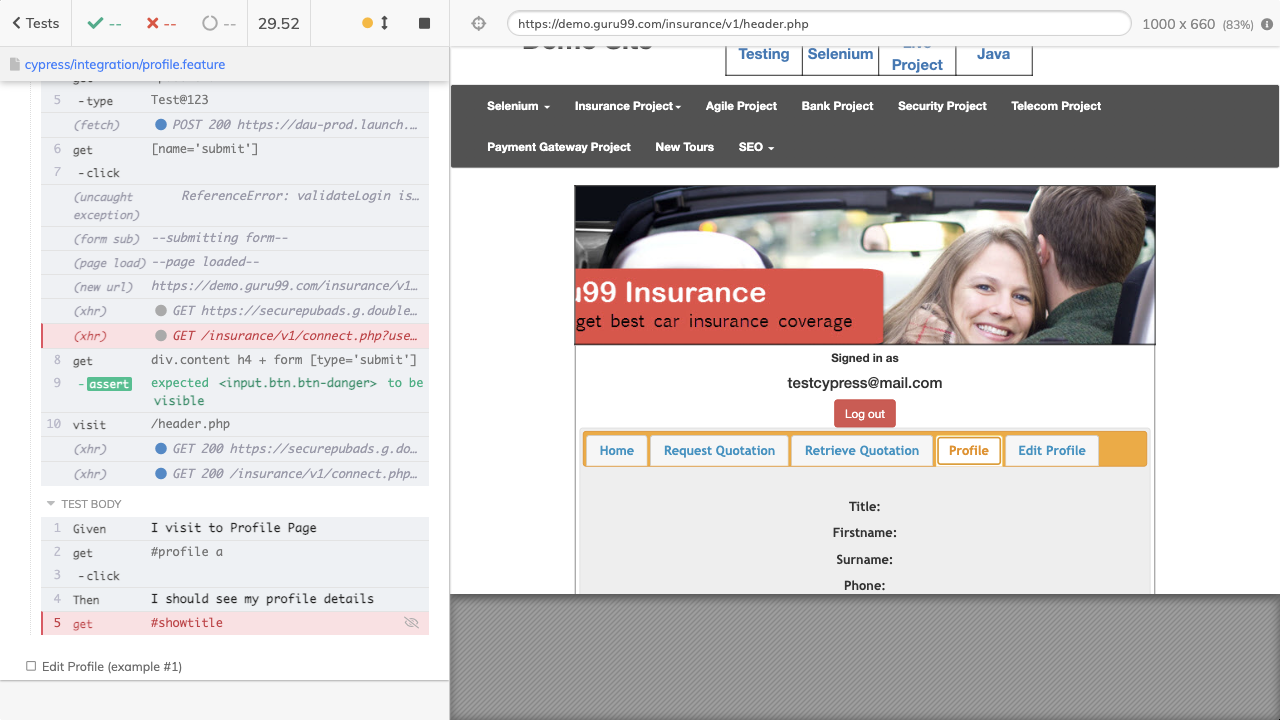 Tests
--
--
--
29.52
https://demo.guru99.com/insurance/v1/header.php
1000 x 660 (83%)
cypress/integration/profile.feature
5 -type Test@123
(fetch) POST 200 https://dau-prod.launch....
6 get [name='submit']
7 -click
(uncaught exception) ReferenceError: validateLogin is...
(form sub) --submitting form--
(page load) --page loaded--
(new url) https://demo.guru99.com/insurance/v1...
(xhr) GET https://securepubads.g.double...
(xhr) GET /insurance/v1/connect.php?use...
8 get div.content h4 + form [type='submit']
9 -assert expected <input.btn.btn-danger> to be
visible
10 visit /header.php
(xhr) GET 200 https://securepubads.g.do...
(xhr) GET 200 /insurance/v1/connect.php...
TEST BODY
1 Given I visit to Profile Page
2 get #profile a
3 -click
4 Then I should see my profile details
5 get #showtitle
Edit Profile (example #1)
Demo Site
Testing
Selenium
Live
Project
Java
Selenium Insurance Project Agile Project Bank Project Security Project Telecom Project
Payment Gateway Project New Tours SEO
u99 Insurance
get best car insurance coverage
Signed in as
testcypress@mail.com
Log out
Home Request Quotation Retrieve Quotation Profile Edit Profile
Title:
Firstname:
Surname:
Phone: